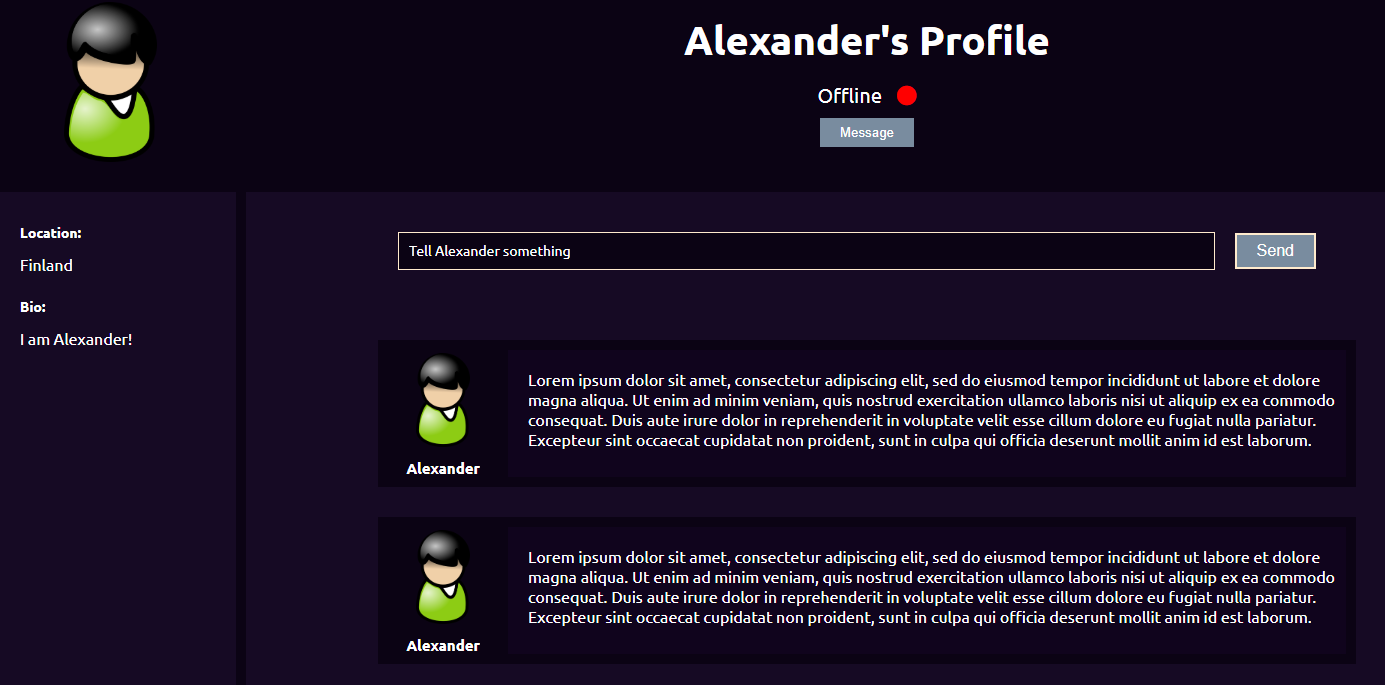 Alexander's Profile
Offline
Message
Location:
Finland
Bio:
I am Alexander!
Tell Alexander something
Send
Lorem ipsum dolor sit amet, consectetur adipiscing elit, sed do eiusmod tempor incididunt ut labore et dolore
magna aliqua. Ut enim ad minim veniam, quis nostrud exercitation ullamco laboris nisi ut aliquip ex ea commodo
consequat. Duis aute irure dolor in reprehenderit in voluptate velit esse cillum dolore eu fugiat nulla pariatur.
Excepteur sint occaecat cupidatat non proident, sunt in culpa qui officia deserunt mollit anim id est laborum.
Alexander
Lorem ipsum dolor sit amet, consectetur adipiscing elit, sed do eiusmod tempor incididunt ut labore et dolore
magna aliqua. Ut enim ad minim veniam, quis nostrud exercitation ullamco laboris nisi ut aliquip ex ea commodo
consequat. Duis aute irure dolor in reprehenderit in voluptate velit esse cillum dolore eu fugiat nulla pariatur.
Excepteur sint occaecat cupidatat non proident, sunt in culpa qui officia deserunt mollit anim id est laborum.
Alexander